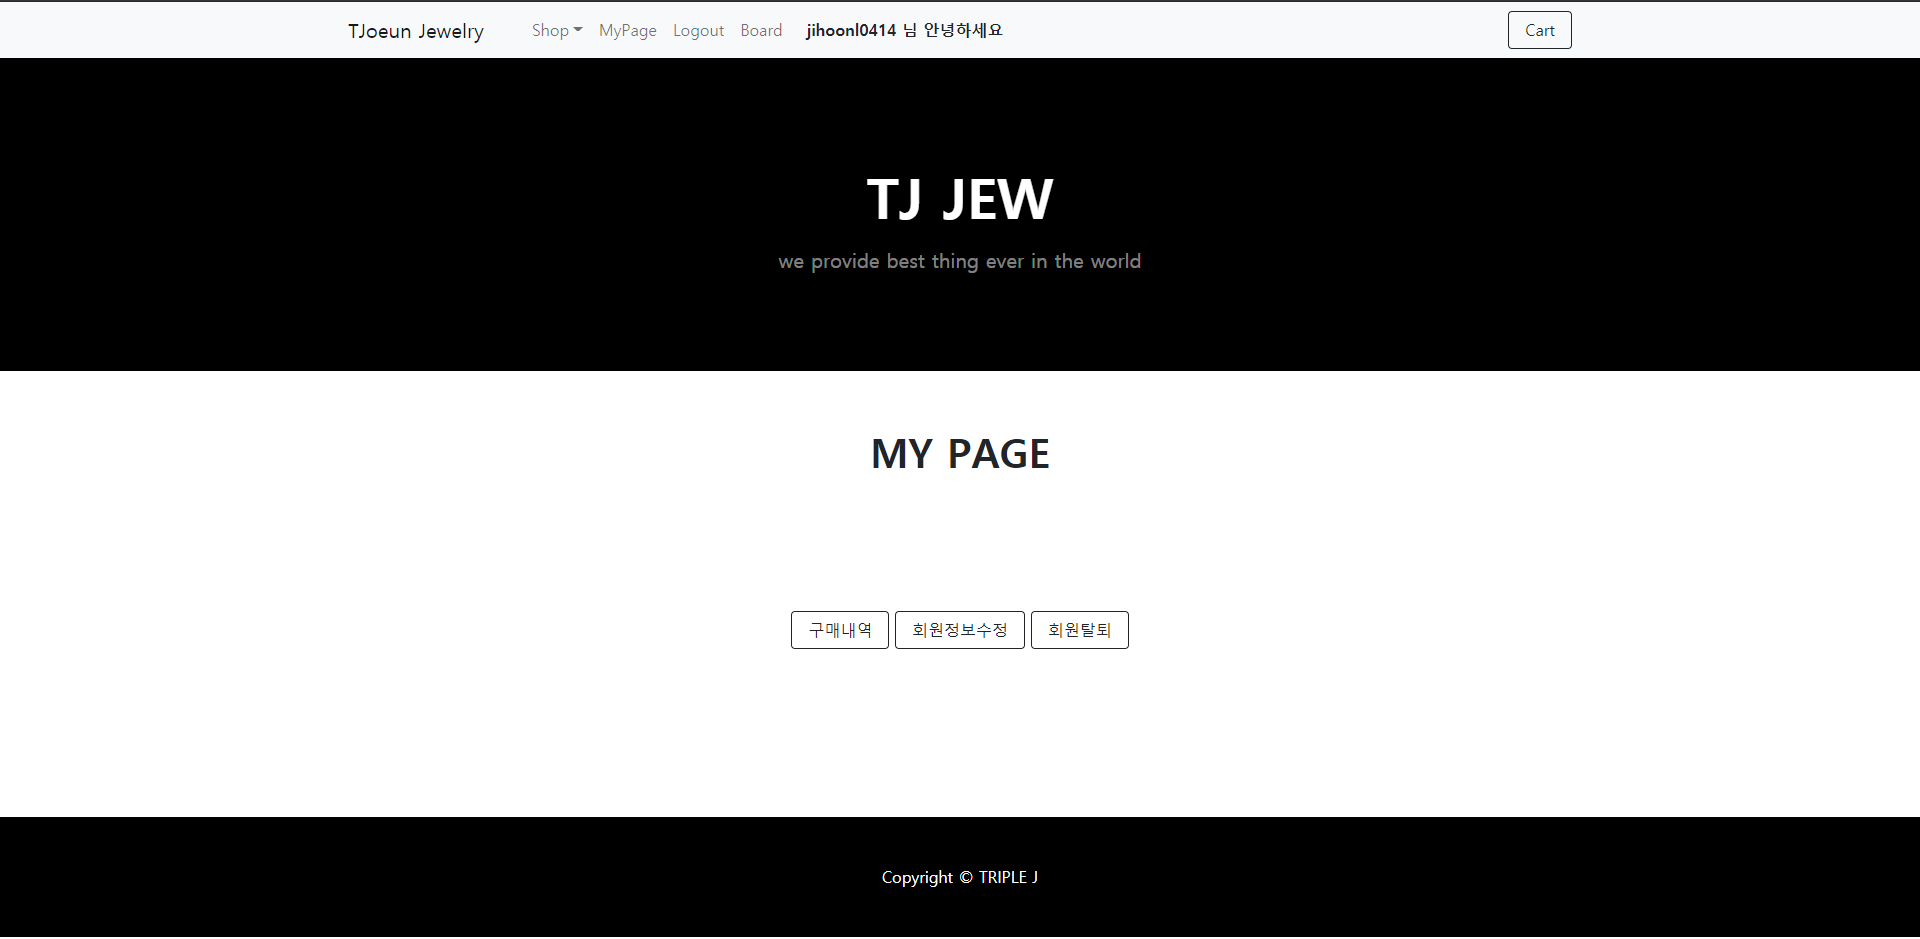 TJoeun Jewelry Shop MyPage Logout Board jihoonl0414 님 안녕하세요 Cart
TJ JEW
we provide best thing ever in the world
MY PAGE
구매내역 회원정보수정 회원탈퇴
Copyright © TRIPLE J